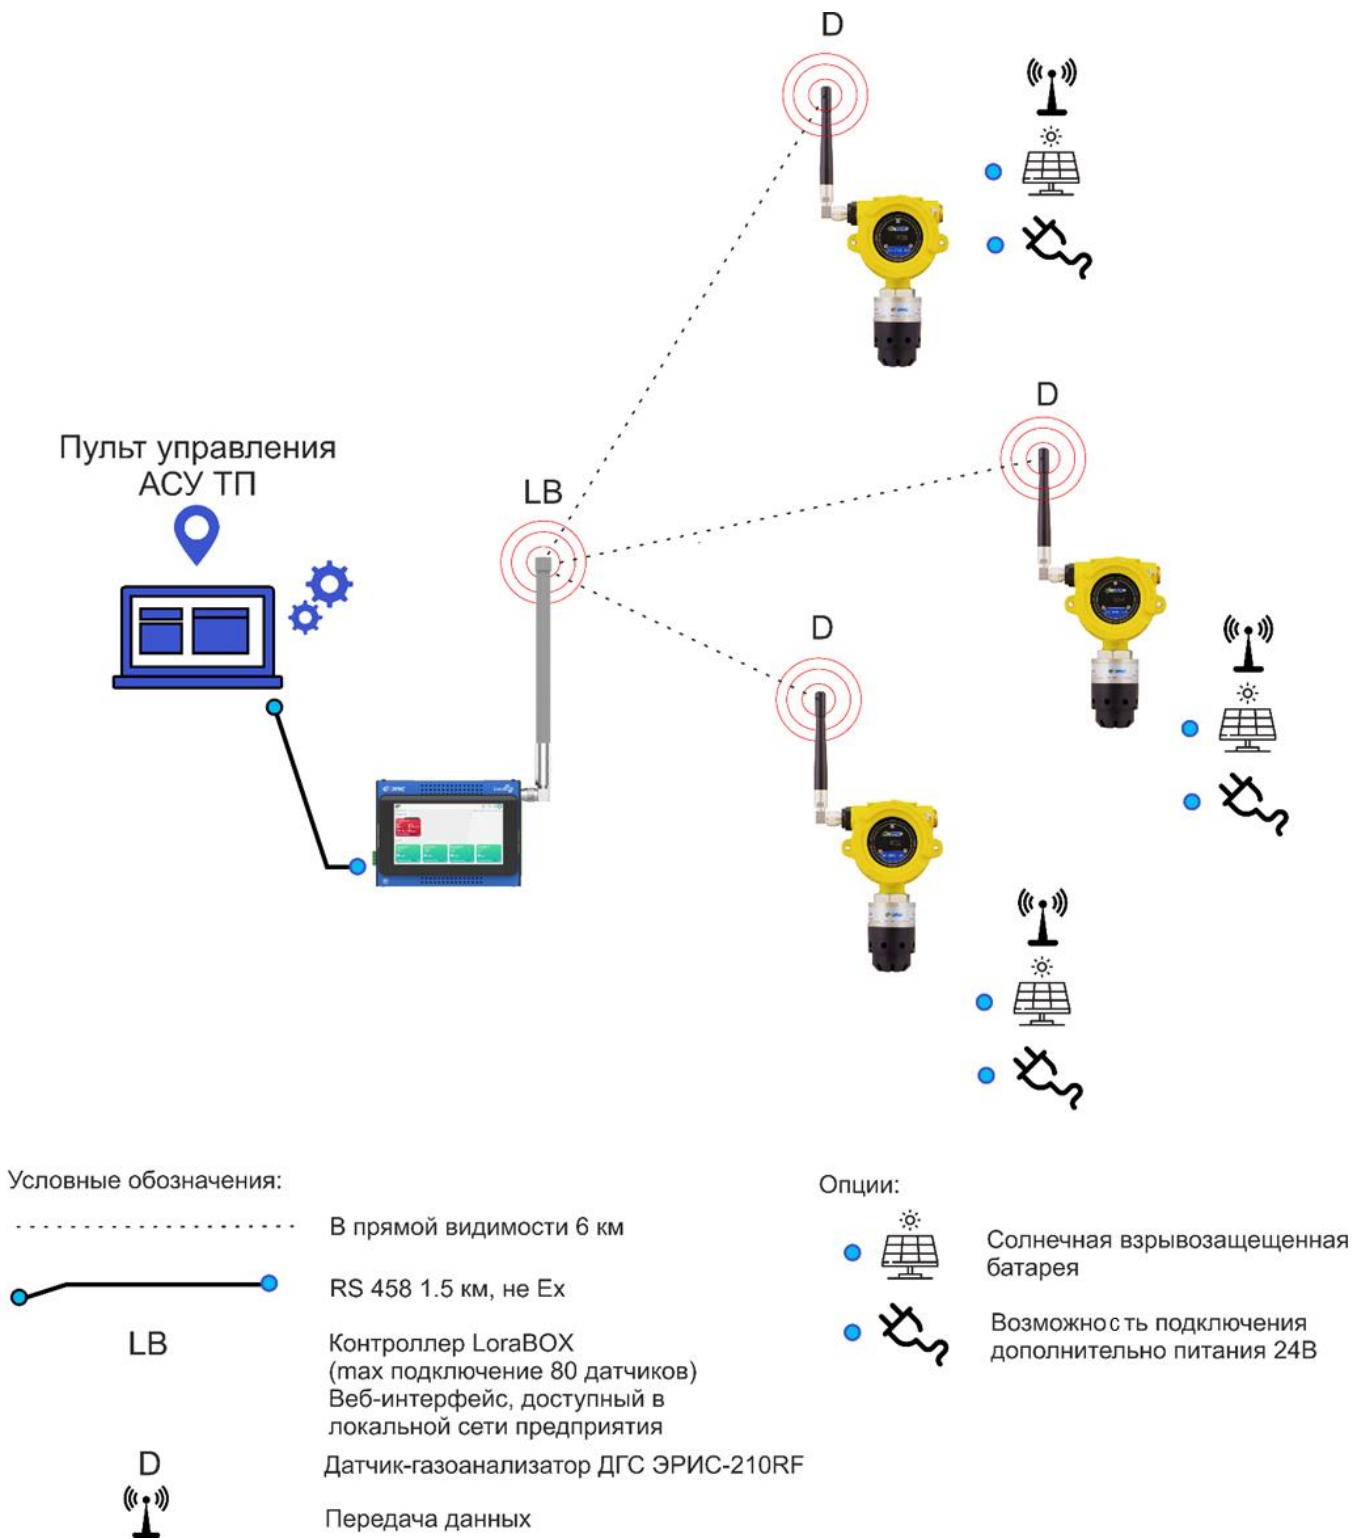 D
D
Пульт управления
АСУ ТП
LB
D
Условные обозначения:
В прямой видимости 6 км
RS 458 1.5 км, не Ex
LB
Контроллер LoraBOX
(max подключение 80 датчиков)
Веб-интерфейс, доступный в
локальной сети предприятия
D
Датчик-газоанализатор ДГС ЭРИС-210RF
Передача данных
Опции:
Солнечная взрывозащещенная
батарея
Возможность подключения
дополнительно питания 24В